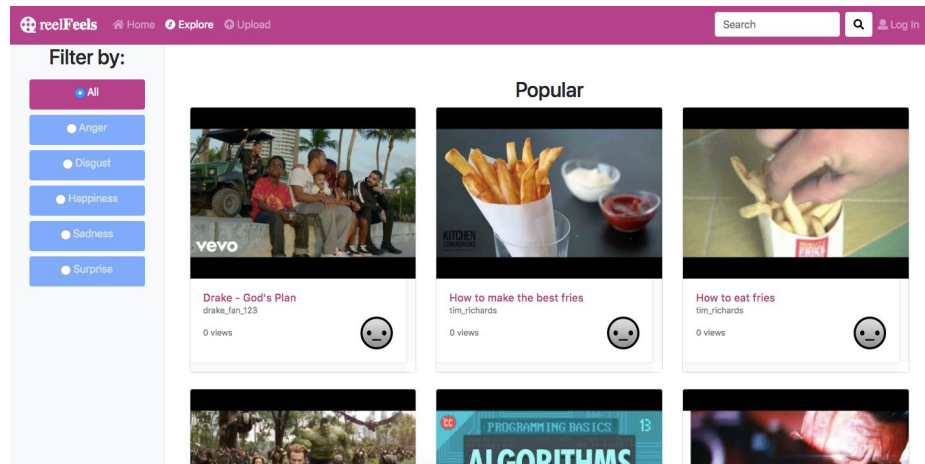 reelFeels Home Explore Upload Search Log In
Filter by:
All
Anger
Disgust
Happiness
Sadness
Surprise
Popular
vevo
KITCHEN
Drake - God's Plan
drake_fan_123
0 views
How to make the best fries
tim_richards
0 views
How to eat fries
tim_richards
0 views
CC
PROGRAMMING BASICS 13
ALGORITHMS